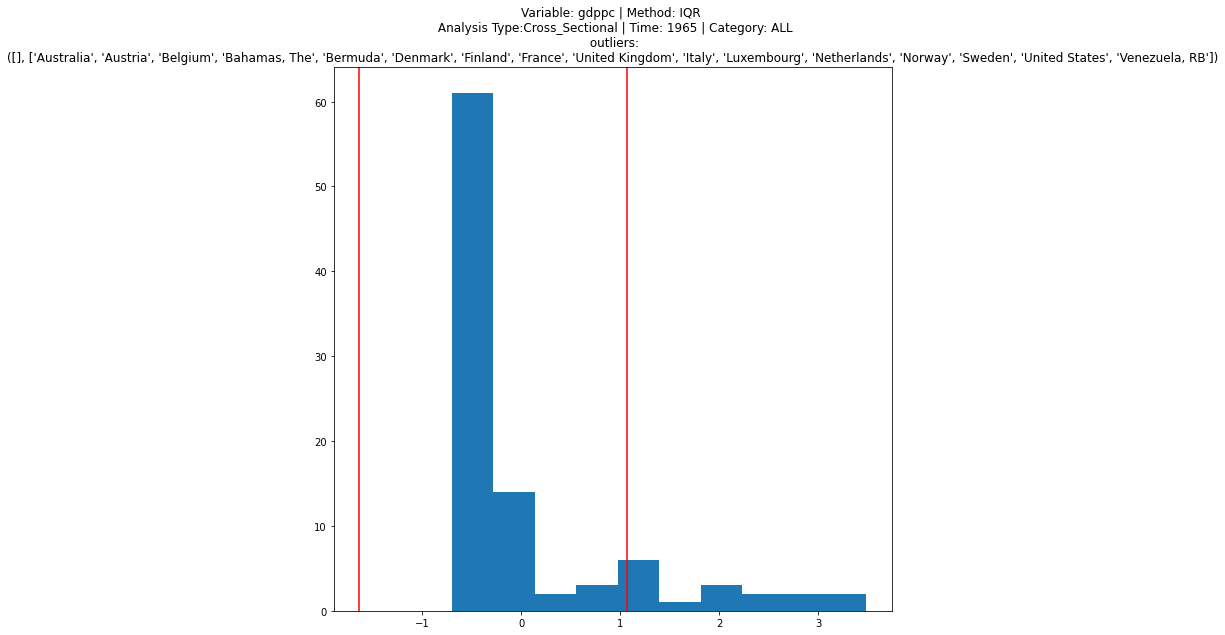 Variable: gdppc | Method: IQR
Analysis Type:Cross_Sectional | Time: 1965 | Category: ALL
outliers:
([], ['Australia', 'Austria', 'Belgium', 'Bahamas, The', 'Bermuda', 'Denmark', 'Finland', 'France', 'United Kingdom', 'Italy', 'Luxembourg', 'Netherlands', 'Norway', 'Sweden', 'United States', 'Venezuela, RB'])
60
50
40
30
20
10
0
−1 0 1 2 3